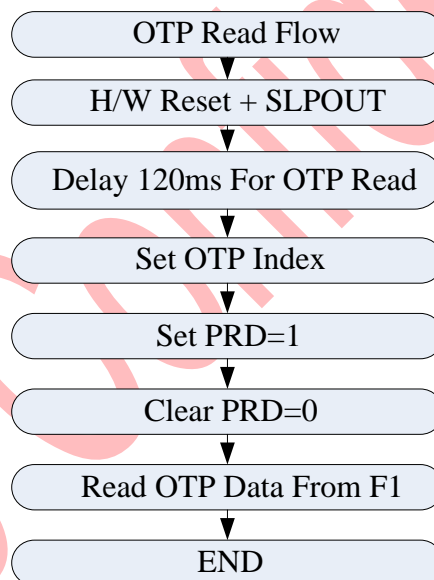 OTP Read Flow
H/W Reset + SLPOUT
Delay 120ms For OTP Read
Set OTP Index
Set PRD=1
Clear PRD=0
Read OTP Data From F1
END